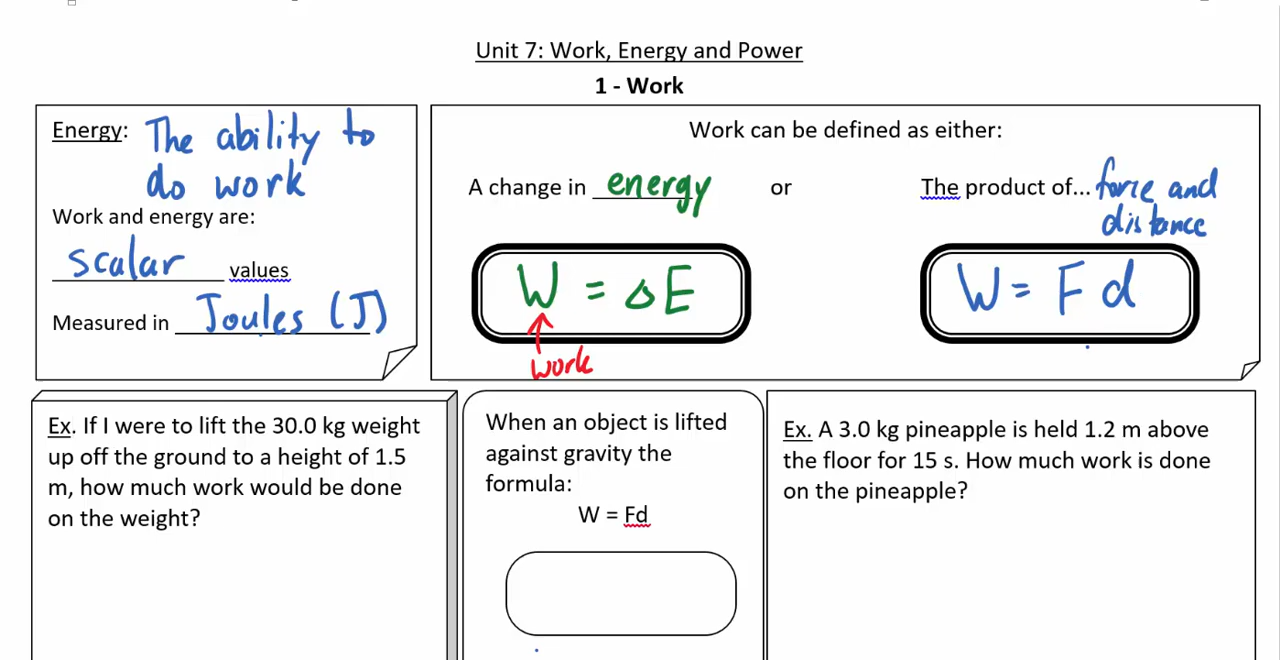 Unit 7: Work, Energy and Power
1 - Work
Energy: The ability to
do work
Work and energy are:
scalar values
Measured in Joules (J)
Work can be defined as either:
A change in energy or The product of... force and
distance
W = ΔE
work
W = F d
Ex. If I were to lift the 30.0 kg weight
up off the ground to a height of 1.5
m, how much work would be done
on the weight?
When an object is lifted
against gravity the
formula:
W = Fd
Ex. A 3.0 kg pineapple is held 1.2 m above
the floor for 15 s. How much work is done
on the pineapple?